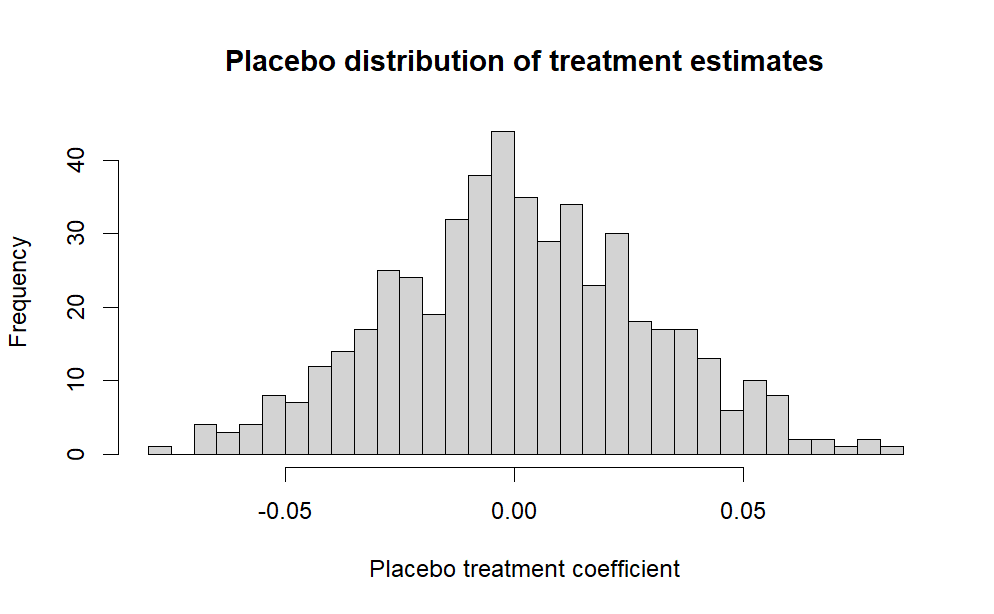 Placebo distribution of treatment estimates
Frequency
40
30
20
10
0
-0.05 0.00 0.05
Placebo treatment coefficient